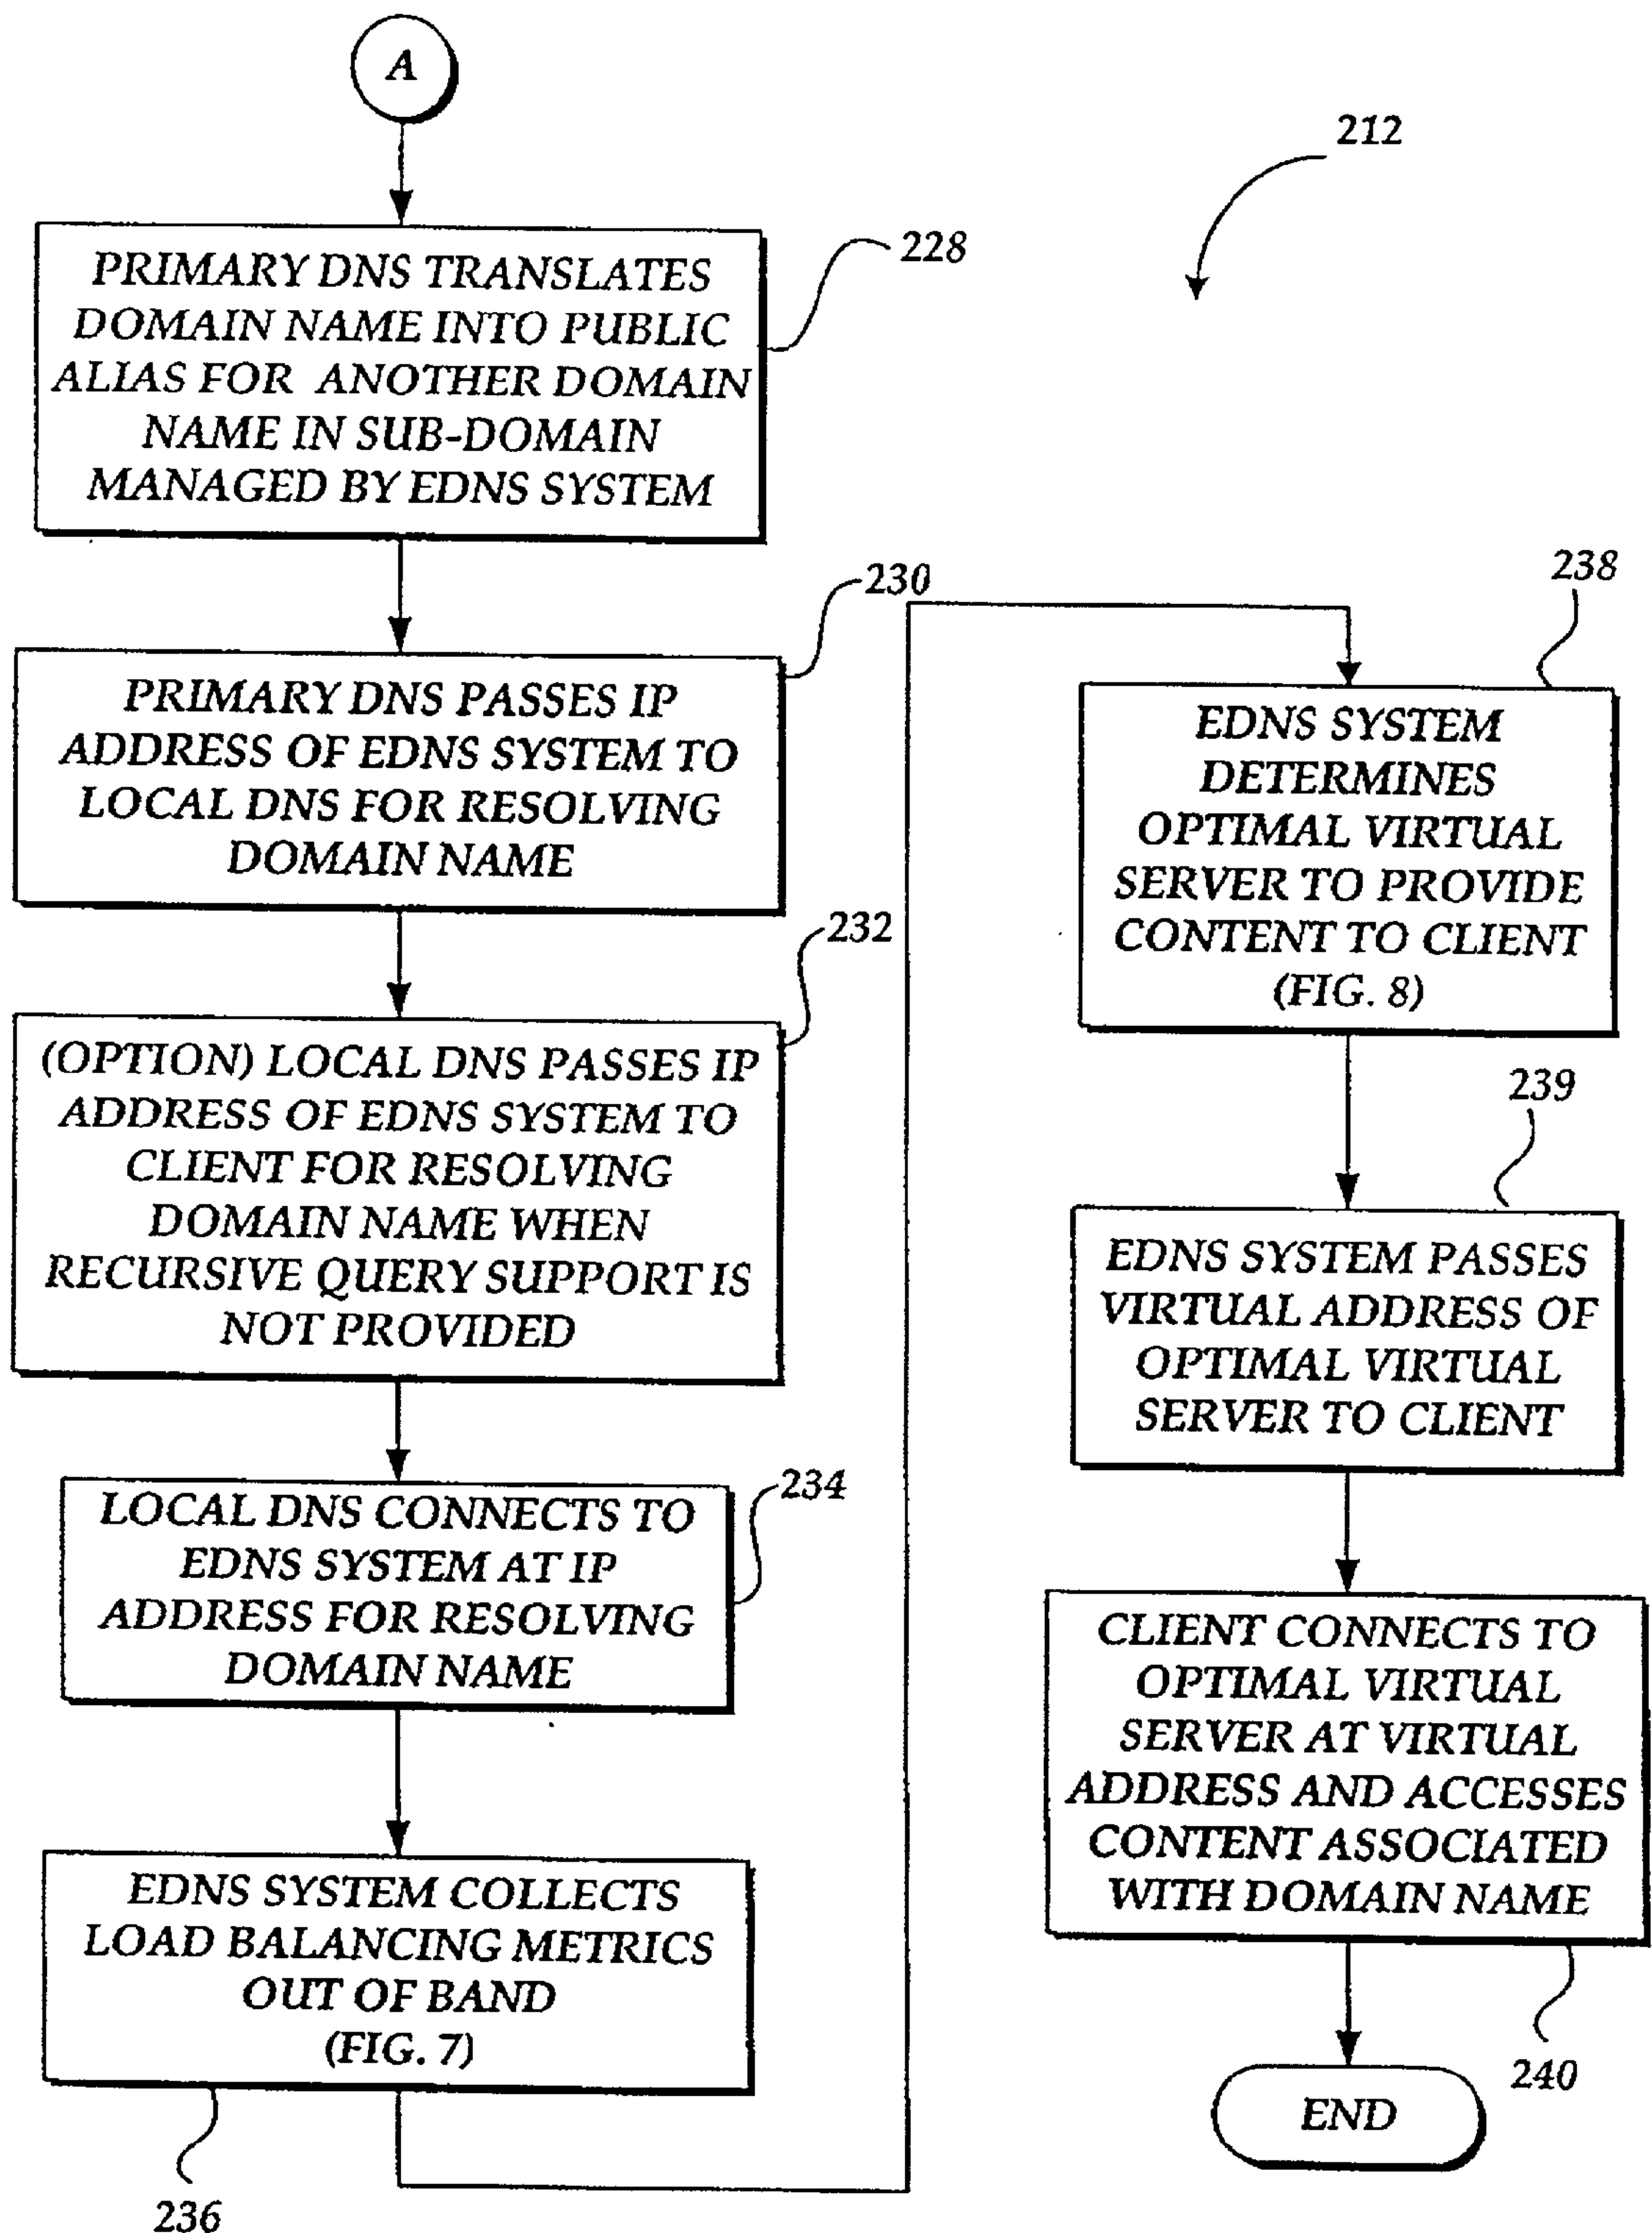 A
212
PRIMARY DNS TRANSLATES
DOMAIN NAME INTO PUBLIC
ALIAS FOR ANOTHER DOMAIN
NAME IN SUB-DOMAIN
MANAGED BY EDNS SYSTEM
228
230
PRIMARY DNS PASSES IP
ADDRESS OF EDNS SYSTEM TO
LOCAL DNS FOR RESOLVING
DOMAIN NAME
232
(OPTION) LOCAL DNS PASSES IP
ADDRESS OF EDNS SYSTEM TO
CLIENT FOR RESOLVING
DOMAIN NAME WHEN
RECURSIVE QUERY SUPPORT IS
NOT PROVIDED
234
LOCAL DNS CONNECTS TO
EDNS SYSTEM AT IP
ADDRESS FOR RESOLVING
DOMAIN NAME
EDNS SYSTEM COLLECTS
LOAD BALANCING METRICS
OUT OF BAND
(FIG. 7)
236
238
EDNS SYSTEM
DETERMINES
OPTIMAL VIRTUAL
SERVER TO PROVIDE
CONTENT TO CLIENT
(FIG. 8)
239
EDNS SYSTEM PASSES
VIRTUAL ADDRESS OF
OPTIMAL VIRTUAL
SERVER TO CLIENT
CLIENT CONNECTS TO
OPTIMAL VIRTUAL
SERVER AT VIRTUAL
ADDRESS AND ACCESSES
CONTENT ASSOCIATED
WITH DOMAIN NAME
240
END